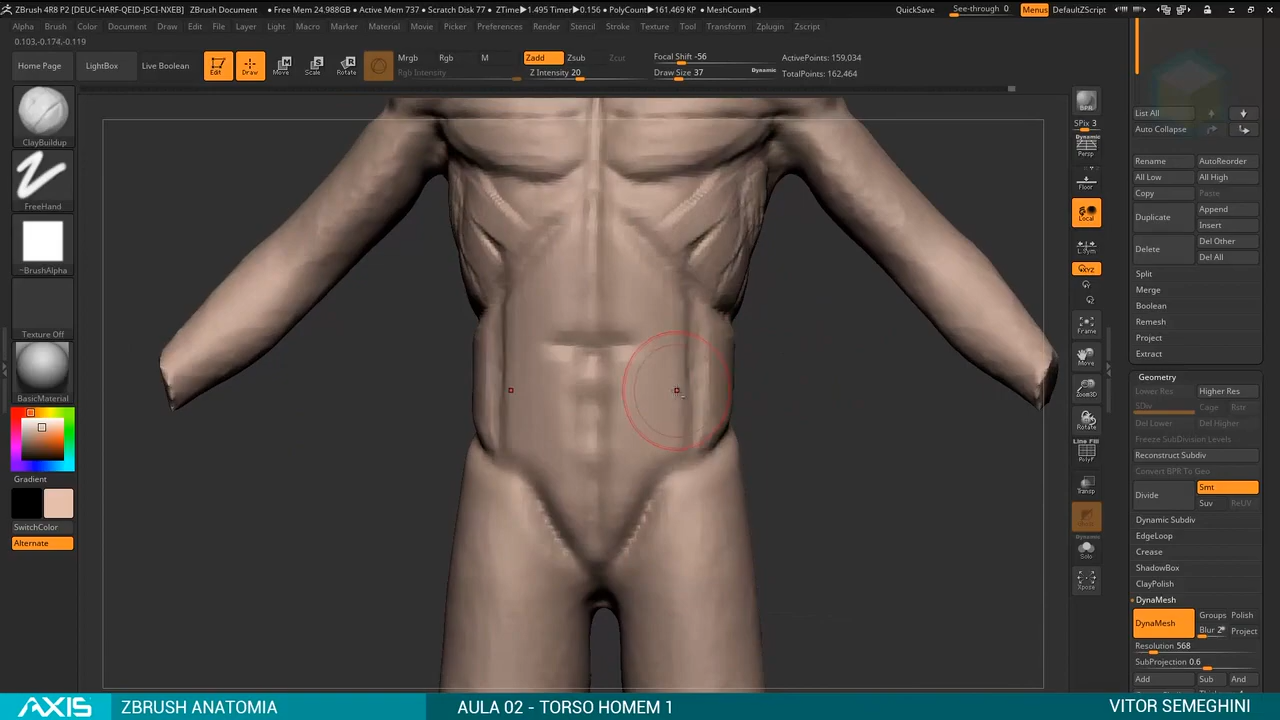 ZBrush 4R8 P2 [DEUC-HARF-QEID-JSCI-NXEB] ZBrush Document • Free Mem 24.988GB • Active Mem 737 • Scratch Disk 77 • ZTime▶1.495 Timer▶0.156 • PolyCount▶161.469 KP • MeshCount▶1 QuickSave See-through 0 Menus DefaultZScript
Alpha Brush Color Document Draw Edit File Layer Light Macro Marker Material Movie Picker Preferences Render Stencil Stroke Texture Tool Transform Zplugin Zscript
0.103,-0.174,-0.119
Home Page LightBox Live Boolean Edit Draw Move Scale Rotate
Mrgb Rgb M Zadd Zsub Zcut Focal Shift -56 ActivePoints: 159,034
Rgb Intensity Z Intensity 20 Draw Size 37 Dynamic TotalPoints: 162,464
ClayBuildup
FreeHand
~BrushAlpha
Texture Off
BasicMaterial
Gradient
SwitchColor
Alternate
BPR
SPix 3
Dynamic
Persp
Floor
Local
L.Sym
XYZ
Frame
Move
Zoom3D
Rotate
Line Fill
PolyF
Transp
Dynamic
Solo
Xpose
List All
Auto Collapse
Rename AutoReorder
All Low All High
Copy Paste
Duplicate Append
Insert
Delete Del Other
Del All
Split
Merge
Boolean
Remesh
Project
Extract
Geometry
Lower Res Higher Res
SDiv Cage Rstr
Del Lower Del Higher
Freeze SubDivision Levels
Reconstruct Subdiv
Convert BPR To Geo
Divide Smt
Suv ReUV
Dynamic Subdiv
EdgeLoop
Crease
ShadowBox
ClayPolish
DynaMesh
DynaMesh Groups Polish
Blur 2 Project
Resolution 568
SubProjection 0.6
Add Sub And
AXIS ZBRUSH ANATOMIA AULA 02 - TORSO HOMEM 1 VITOR SEMEGHINI